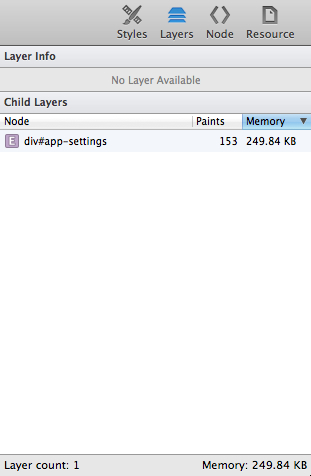 Styles Layers Node Resource
Layer Info
No Layer Available
Child Layers
Node Paints Memory
E div#app-settings 153 249.84 KB
Layer count: 1 Memory: 249.84 KB